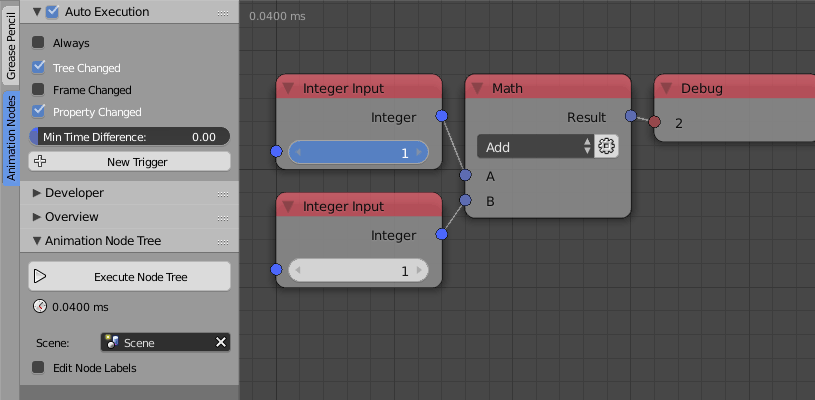 Grease Pencil
Animation Nodes
Auto Execution
Always
Tree Changed
Frame Changed
Property Changed
Min Time Difference: 0.00
New Trigger
Developer
Overview
Animation Node Tree
Execute Node Tree
0.0400 ms
Scene: Scene
Edit Node Labels
0.0400 ms
Integer Input
Integer
1
Integer Input
Integer
1
Math
Result
Add
A
B
Debug
2